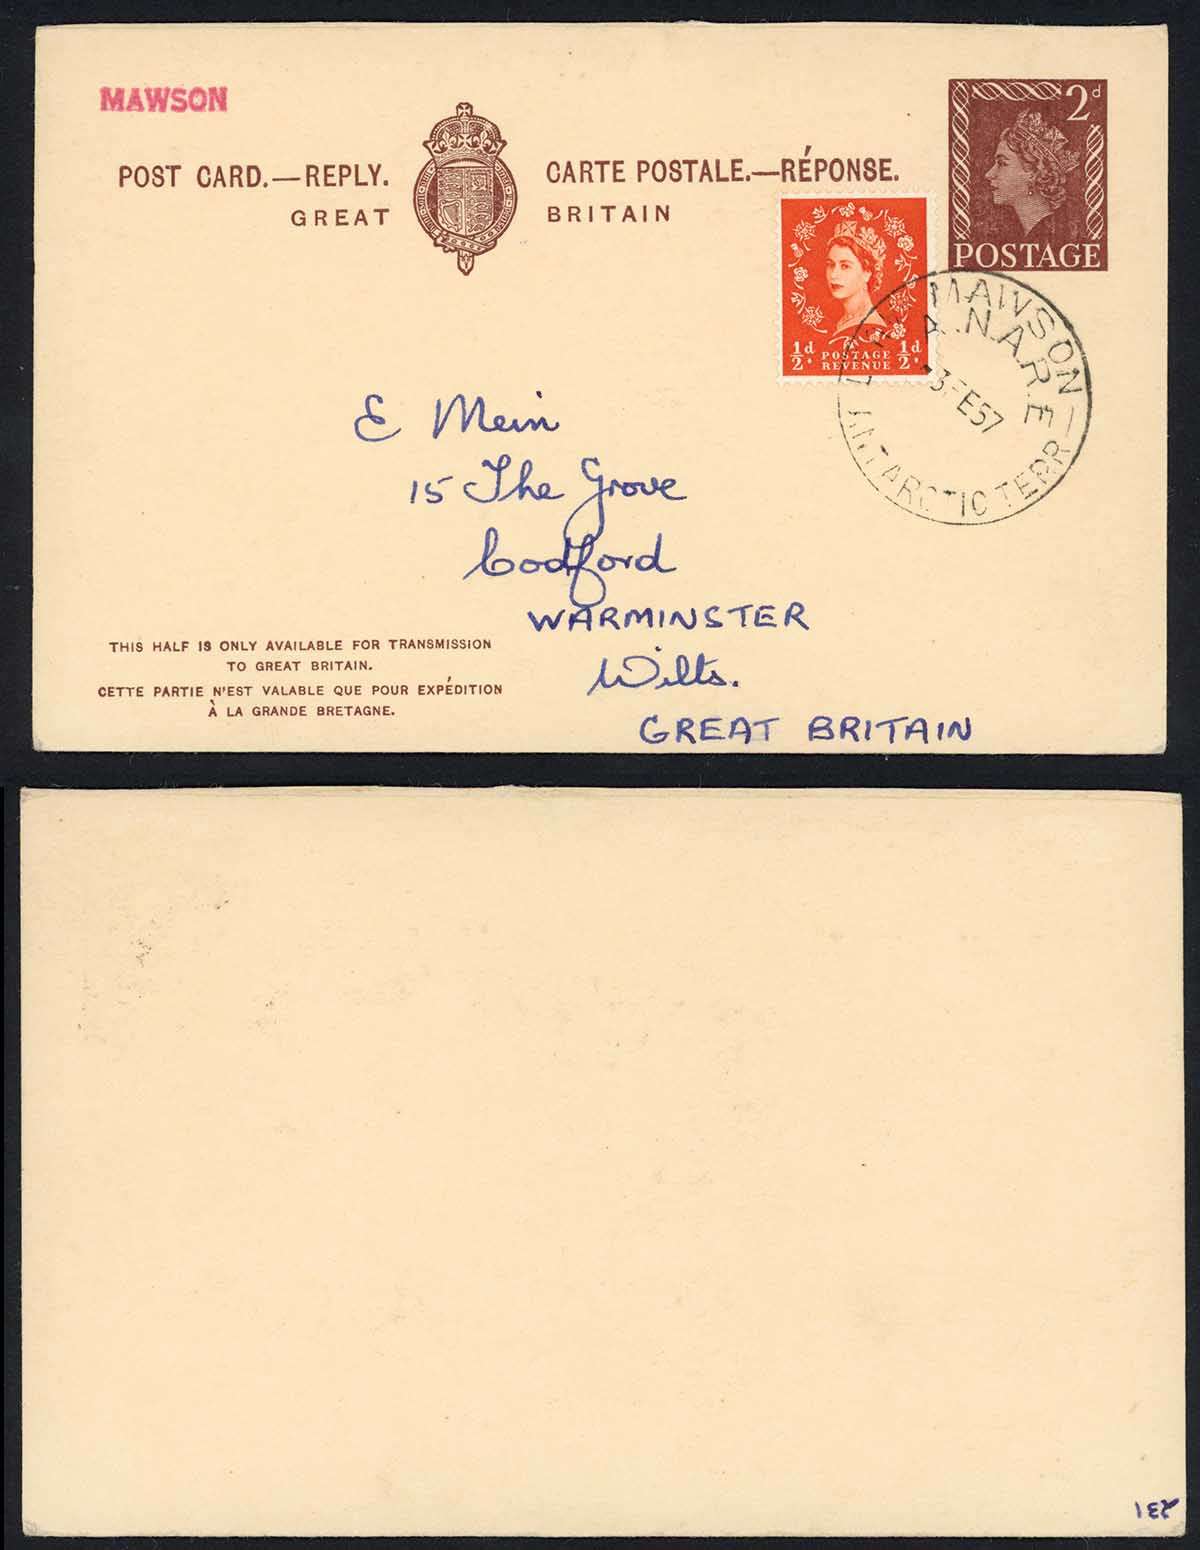 MAWSON
POST CARD.—REPLY. CARTE POSTALE.—RÉPONSE.
GREAT BRITAIN
2d
POSTAGE
½d ½d
POSTAGE
REVENUE
MAWSON
A.N.A.R.E
-3FE57
ANTARCTIC TERR
E Mein
15 The Grove
Codford
WARMINSTER
Wilts.
GREAT BRITAIN
THIS HALF IS ONLY AVAILABLE FOR TRANSMISSION
TO GREAT BRITAIN.
CETTE PARTIE N'EST VALABLE QUE POUR EXPÉDITION
À LA GRANDE BRETAGNE.
231